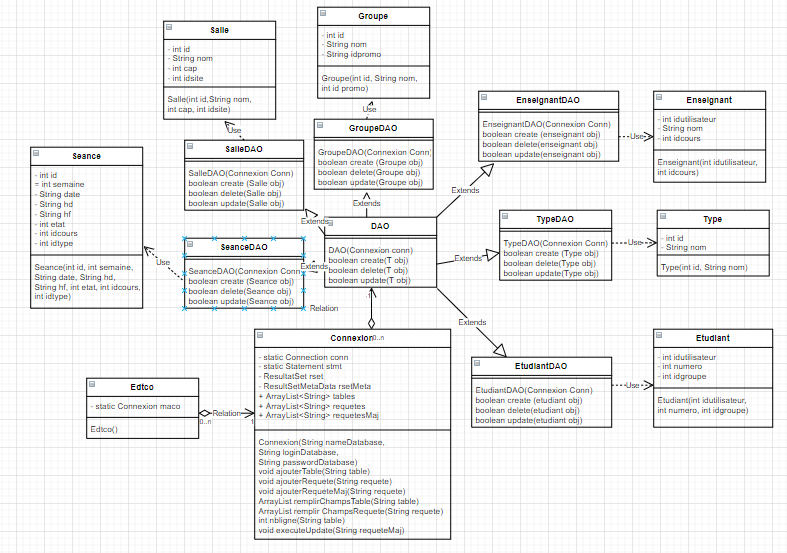 Salle
- int id
- String nom
- int cap
- int idsite
Salle(int id,String nom,
int cap, int idsite)
Groupe
- int id
- String nom
- String idpromo
Groupe(int id, String nom,
int id promo)
Use
Use
SalleDAO
SalleDAO(Connexion Conn)
boolean create (Salle obj)
boolean delete(Salle obj)
boolean update(Salle obj)
GroupeDAO
GroupeDAO(Connexion Conn)
boolean create (Groupe obj)
boolean delete(Groupe obj)
boolean update(Groupe obj)
EnseignantDAO
EnseignantDAO(Connexion Conn)
boolean create (enseignant obj)
boolean delete(enseignant obj)
boolean update(enseignant obj)
Use
Enseignant
- int idutilisateur
- String nom
- int idcours
Enseignant(int idutilisateur,
int idcours)
Seance
- int id
= int semaine
- String date
- String hd
- String hf
- int etat
- int idcours
- int idtype
Seance(int id, int semaine,
String date, String hd,
String hf, int etat, int idcours,
int idtype)
Use
SeanceDAO
SeanceDAO(Connexion Conn)
boolean create (Seance obj)
boolean delete(Seance obj)
boolean update(Seance obj)
Relation
Extends
Extends
Extends
Extends
Extends
Extends
DAO
DAO(Connexion conn)
boolean create(T obj)
boolean delete(T obj)
boolean update(T obj)
TypeDAO
TypeDAO(Connexion Conn)
boolean create (Type obj)
boolean delete(Type obj)
boolean update(Type obj)
Use
Type
- int id
- String nom
Type(int id, String nom)
1
0..n
Connexion
- static Connection conn
- static Statement stmt
- ResultatSet rset
- ResultSetMetaData rsetMeta
+ ArrayList<String> tables
+ ArrayList<String> requetes
+ ArrayList<String> requetesMaj
Connexion(String nameDatabase,
String loginDatabase,
String passwordDatabase)
void ajouterTable(String table)
void ajouterRequete(String requete)
void ajouterRequeteMaj(String requete)
ArrayList remplirChampsTable(String table)
ArrayList remplir ChampsRequete(String requete)
int nbligne(String table)
void executeUpdate(String requeteMaj)
Edtco
- static Connexion maco
Edtco()
Relation
0..n
1
EtudiantDAO
EtudiantDAO(Connexion Conn)
boolean create (etudiant obj)
boolean delete(etudiant obj)
boolean update(etudiant obj)
Use
Etudiant
- int idutilisateur
- int numero
- int idgroupe
Etudiant(int idutilisateur,
int numero, int idgroupe)